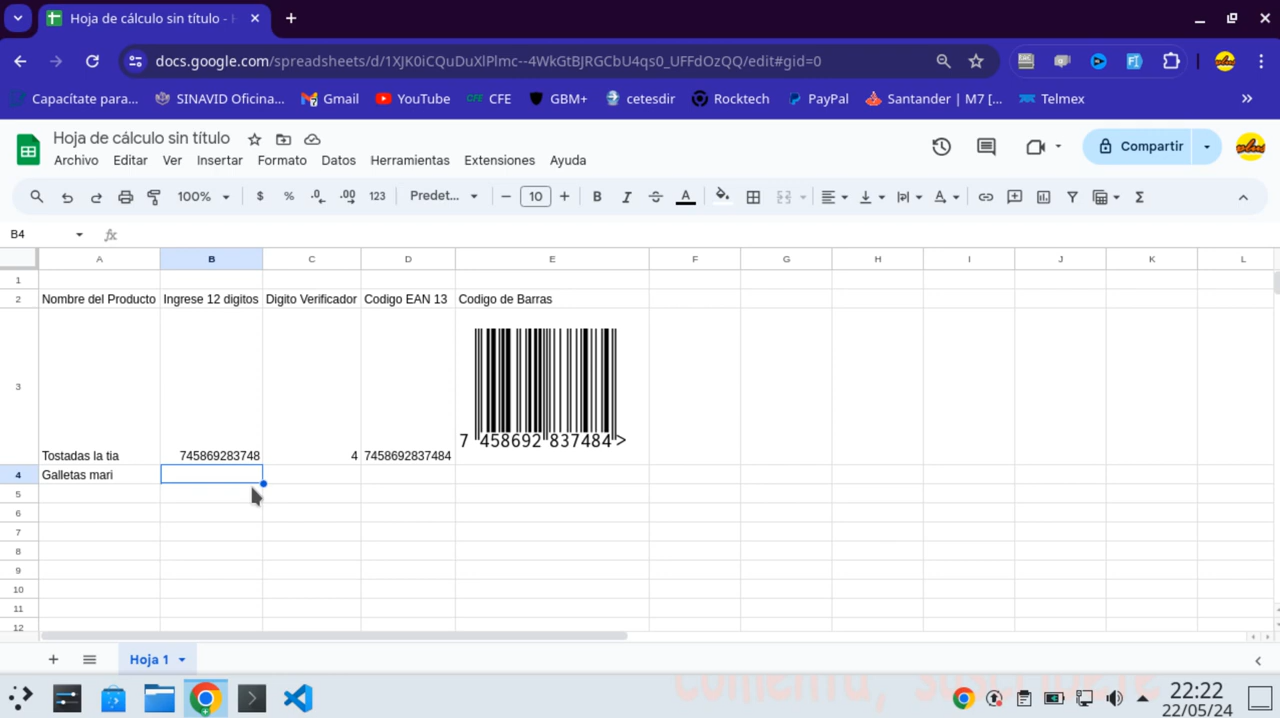 Hoja de cálculo sin título -
docs.google.com/spreadsheets/d/1XJK0iCQuDuXlPlmc--4WkGtBJRGCbU4qs0_UFFdOzQQ/edit#gid=0
Capacítate para... SINAVID Oficina... Gmail YouTube CFE CFE GBM+ cetesdir Rocktech PayPal Santander | M7 [... Telmex
Hoja de cálculo sin título
Archivo Editar Ver Insertar Formato Datos Herramientas Extensiones Ayuda
Compartir
100% $ % .0 .00 123 Predet... 10 B I A
B4 fx
A B C D E F G H I J K L
1
2 Nombre del Producto Ingrese 12 digitos Digito Verificador Codigo EAN 13 Codigo de Barras
7 458692 837484>
3 Tostadas la tia 745869283748 4 7458692837484
4 Galletas mari
5
6
7
8
9
10
11
12
Hoja 1
comenta, suscríbete
22:22
22/05/24